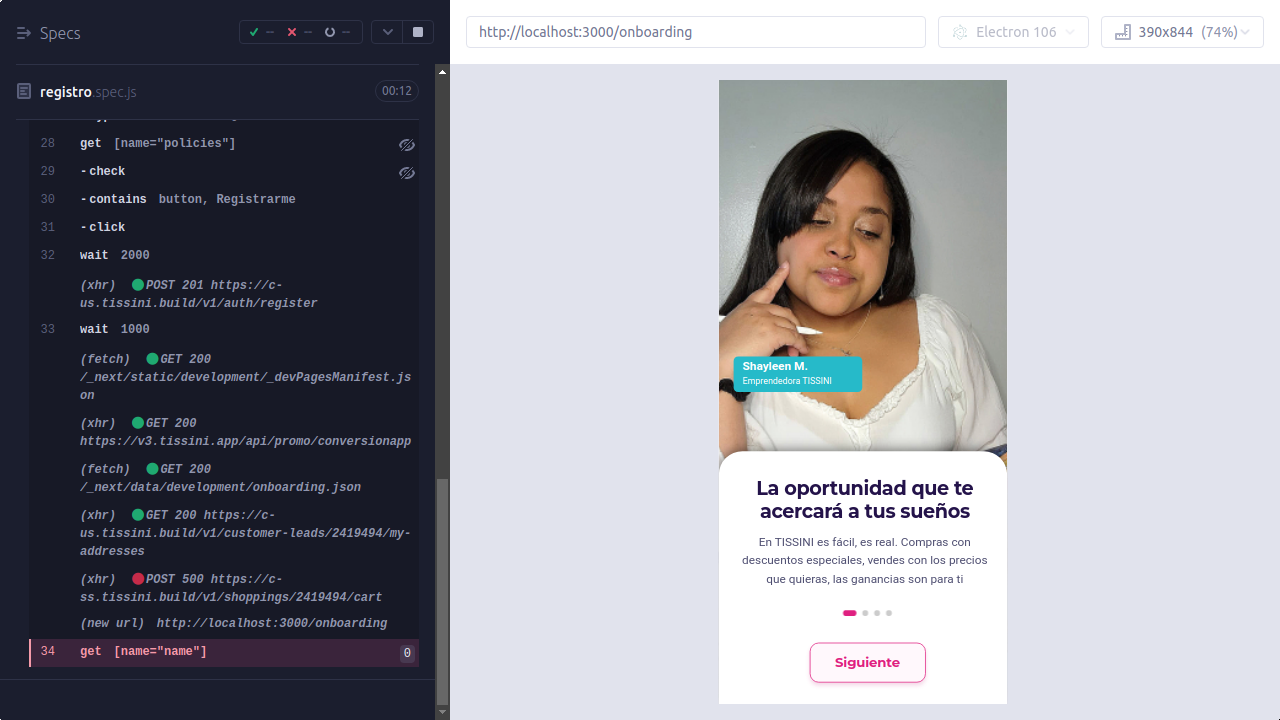 Specs
--
--
--
http://localhost:3000/onboarding
Electron 106
390x844 (74%)
registro.spec.js
00:12
28 get [name="policies"]
29 -check
30 -contains button, Registrarme
31 -click
32 wait 2000
(xhr) POST 201 https://c-
us.tissini.build/v1/auth/register
33 wait 1000
(fetch) GET 200
/_next/static/development/_devPagesManifest.js
on
(xhr) GET 200
https://v3.tissini.app/api/promo/conversionapp
(fetch) GET 200
/_next/data/development/onboarding.json
(xhr) GET 200 https://c-
us.tissini.build/v1/customer-leads/2419494/my-
addresses
(xhr) POST 500 https://c-
ss.tissini.build/v1/shoppings/2419494/cart
(new url) http://localhost:3000/onboarding
34 get [name="name"] 0
Shayleen M.
Emprendedora TISSINI
La oportunidad que te
acercará a tus sueños
En TISSINI es fácil, es real. Compras con
descuentos especiales, vendes con los precios
que quieras, las ganancias son para ti
Siguiente